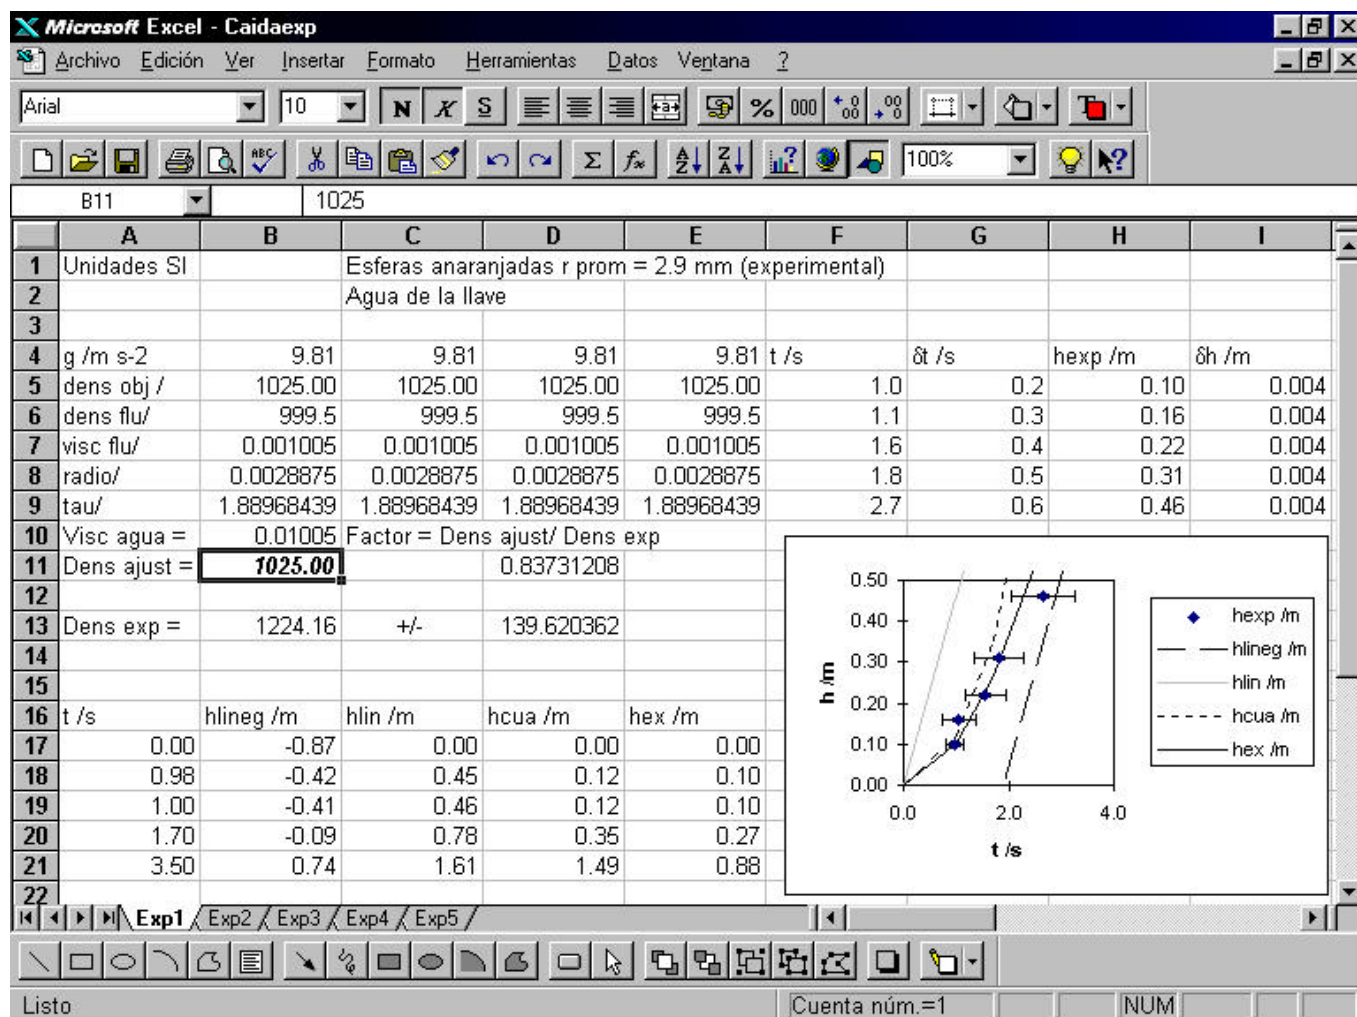 Microsoft Excel - Caidaexp
Archivo Edición Ver Insertar Formato Herramientas Datos Ventana ?
Arial 10 N K S % 000
ABC Σ fx 100%
B11 1025
A B C D E F G H I
1 Unidades SI Esferas anaranjadas r prom = 2.9 mm (experimental)
2 Agua de la llave
3
4 g /m s-2 9.81 9.81 9.81 9.81 t /s δt /s hexp /m δh /m
5 dens obj / 1025.00 1025.00 1025.00 1025.00 1.0 0.2 0.10 0.004
6 dens flu/ 999.5 999.5 999.5 999.5 1.1 0.3 0.16 0.004
7 visc flu/ 0.001005 0.001005 0.001005 0.001005 1.6 0.4 0.22 0.004
8 radio/ 0.0028875 0.0028875 0.0028875 0.0028875 1.8 0.5 0.31 0.004
9 tau/ 1.88968439 1.88968439 1.88968439 1.88968439 2.7 0.6 0.46 0.004
10 Visc agua = 0.01005 Factor = Dens ajust/ Dens exp
11 Dens ajust = 1025.00 0.83731208
12
13 Dens exp = 1224.16 +/- 139.620362
14
15
16 t /s hlineg /m hlin /m hcua /m hex /m
17 0.00 -0.87 0.00 0.00 0.00
18 0.98 -0.42 0.45 0.12 0.10
19 1.00 -0.41 0.46 0.12 0.10
20 1.70 -0.09 0.78 0.35 0.27
21 3.50 0.74 1.61 1.49 0.88
22
h /m
0.50
0.40
0.30
0.20
0.10
0.00
0.0 2.0 4.0
t /s
hexp /m
hlineg /m
hlin /m
hcua /m
hex /m
Exp1 Exp2 Exp3 Exp4 Exp5
Listo Cuenta núm.=1 NUM